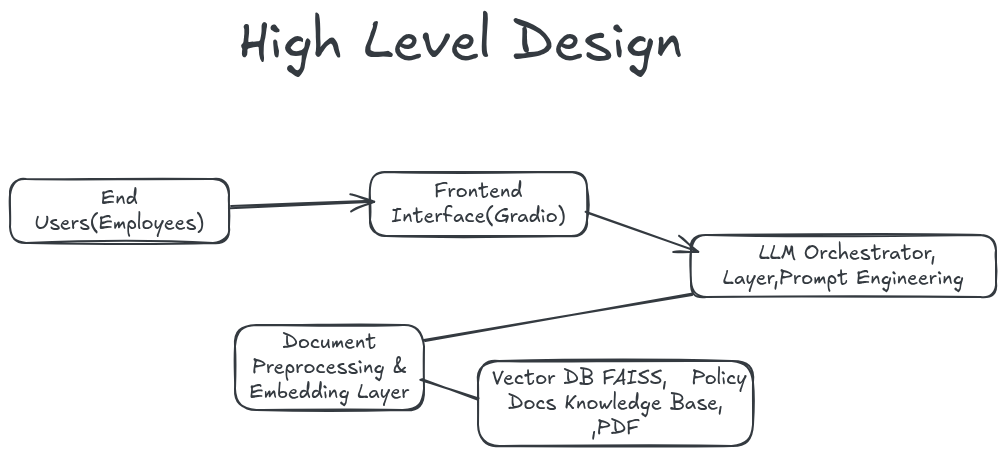 High Level Design
End
Users(Employees)
Frontend
Interface(Gradio)
LLM Orchestrator,
Layer,Prompt Engineering
Document
Preprocessing &
Embedding Layer
Vector DB FAISS, Policy
Docs Knowledge Base,
,PDF